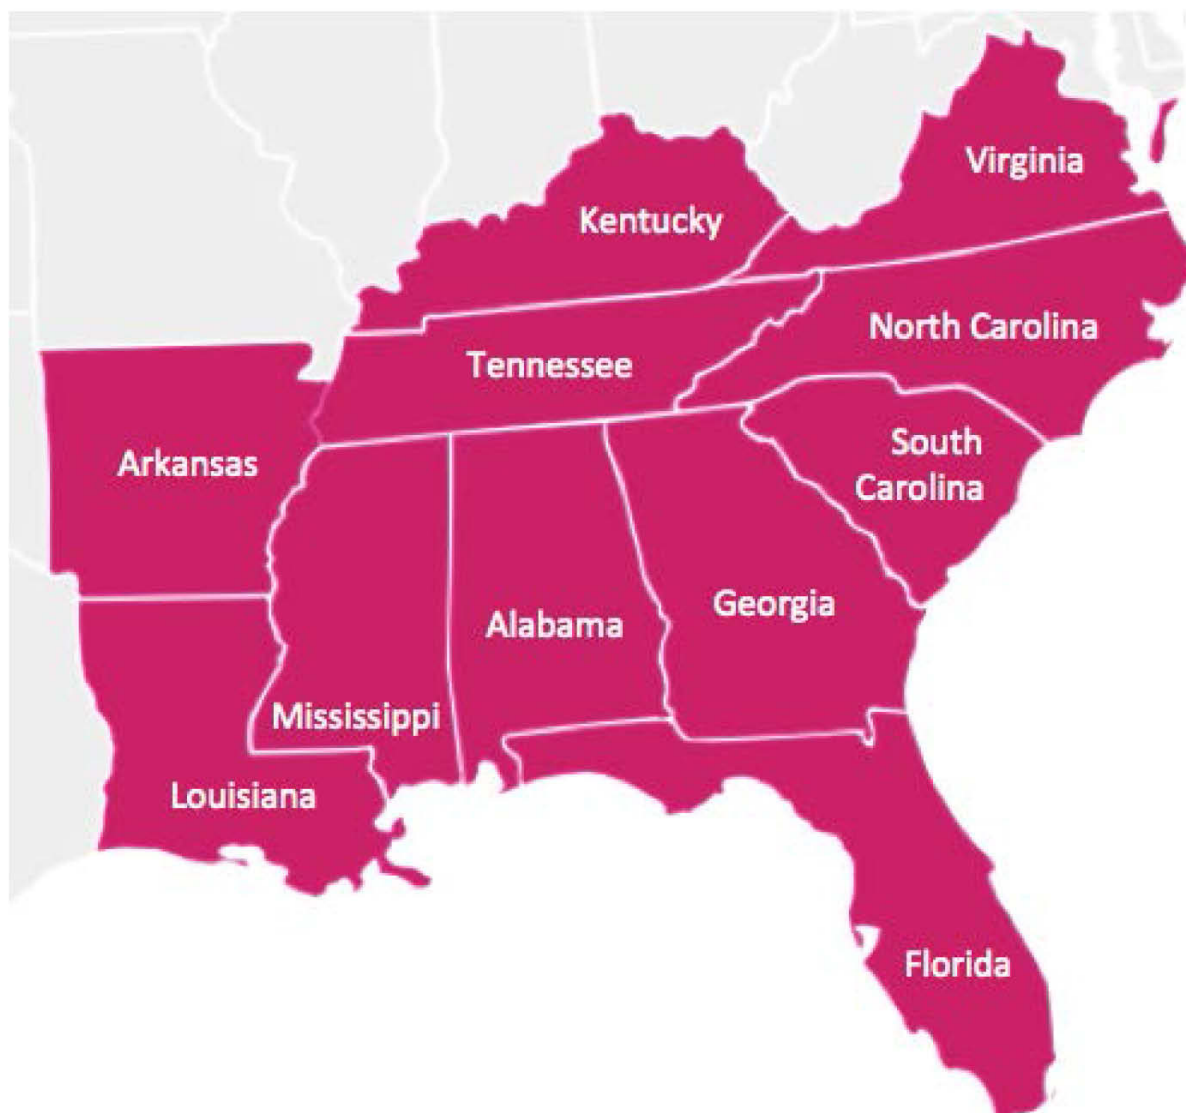 Virginia
Kentucky
North Carolina
Tennessee
South
Carolina
Arkansas
Georgia
Alabama
Mississippi
Louisiana
Florida